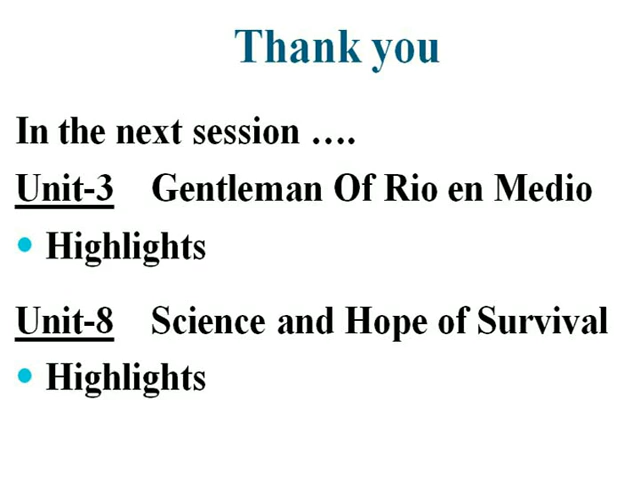 Thank you
In the next session ….
Unit-3 Gentleman Of Rio en Medio
• Highlights
Unit-8 Science and Hope of Survival
• Highlights